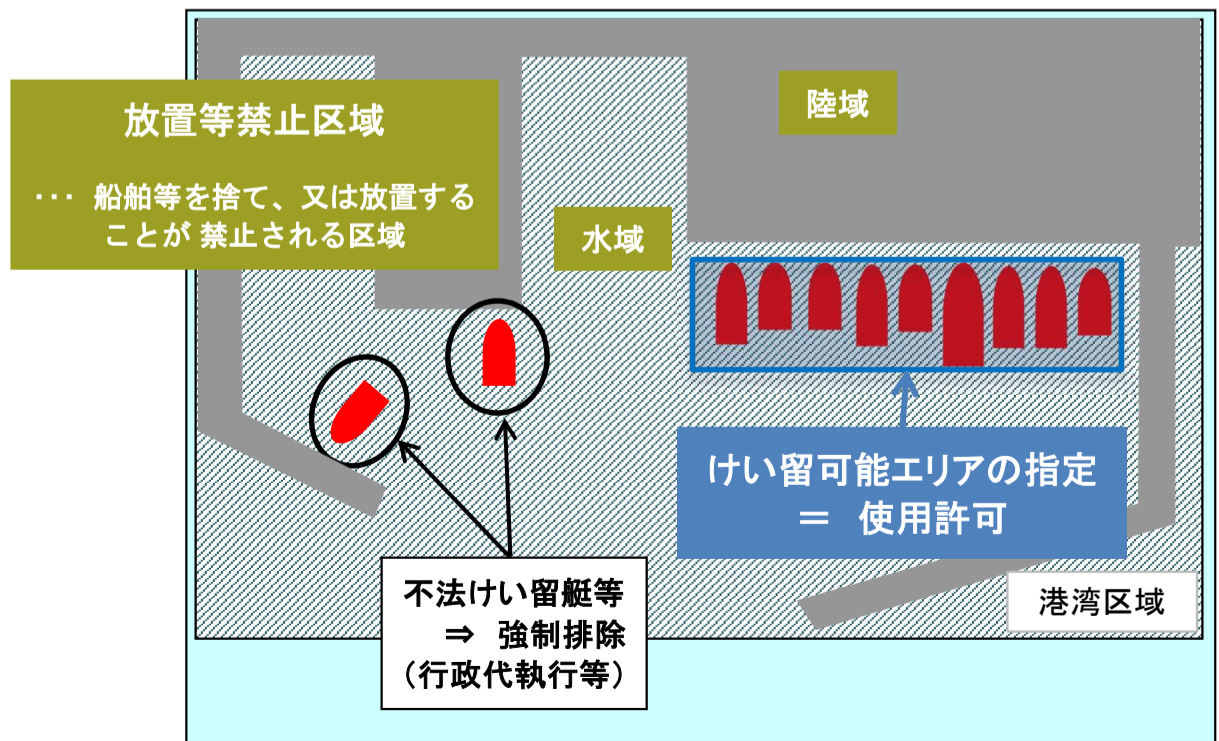 放置等禁止区域
･･･ 船舶等を捨て、又は放置する
ことが 禁止される区域
陸域
水域
けい留可能エリアの指定
＝ 使用許可
不法けい留艇等
⇒ 強制排除
（行政代執行等）
港湾区域